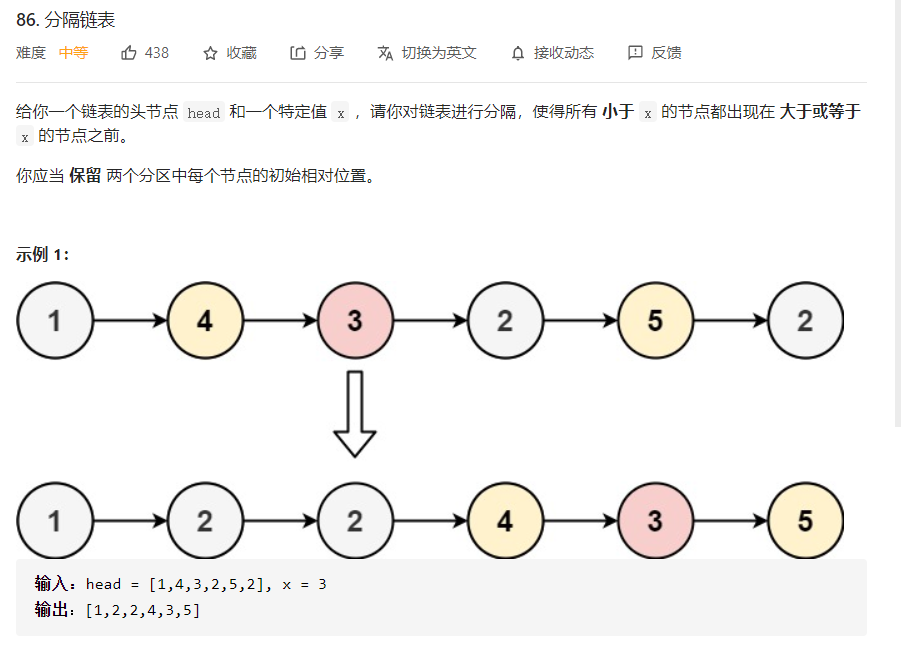 86. 分隔链表
难度 中等 438 收藏 分享 切换为英文 接收动态 反馈
给你一个链表的头节点 head 和一个特定值 x ，请你对链表进行分隔，使得所有 小于 x 的节点都出现在 大于或等于
x 的节点之前。
你应当 保留 两个分区中每个节点的初始相对位置。
示例 1：
1 4 3 2 5 2
1 2 2 4 3 5
输入：head = [1,4,3,2,5,2], x = 3
输出：[1,2,2,4,3,5]